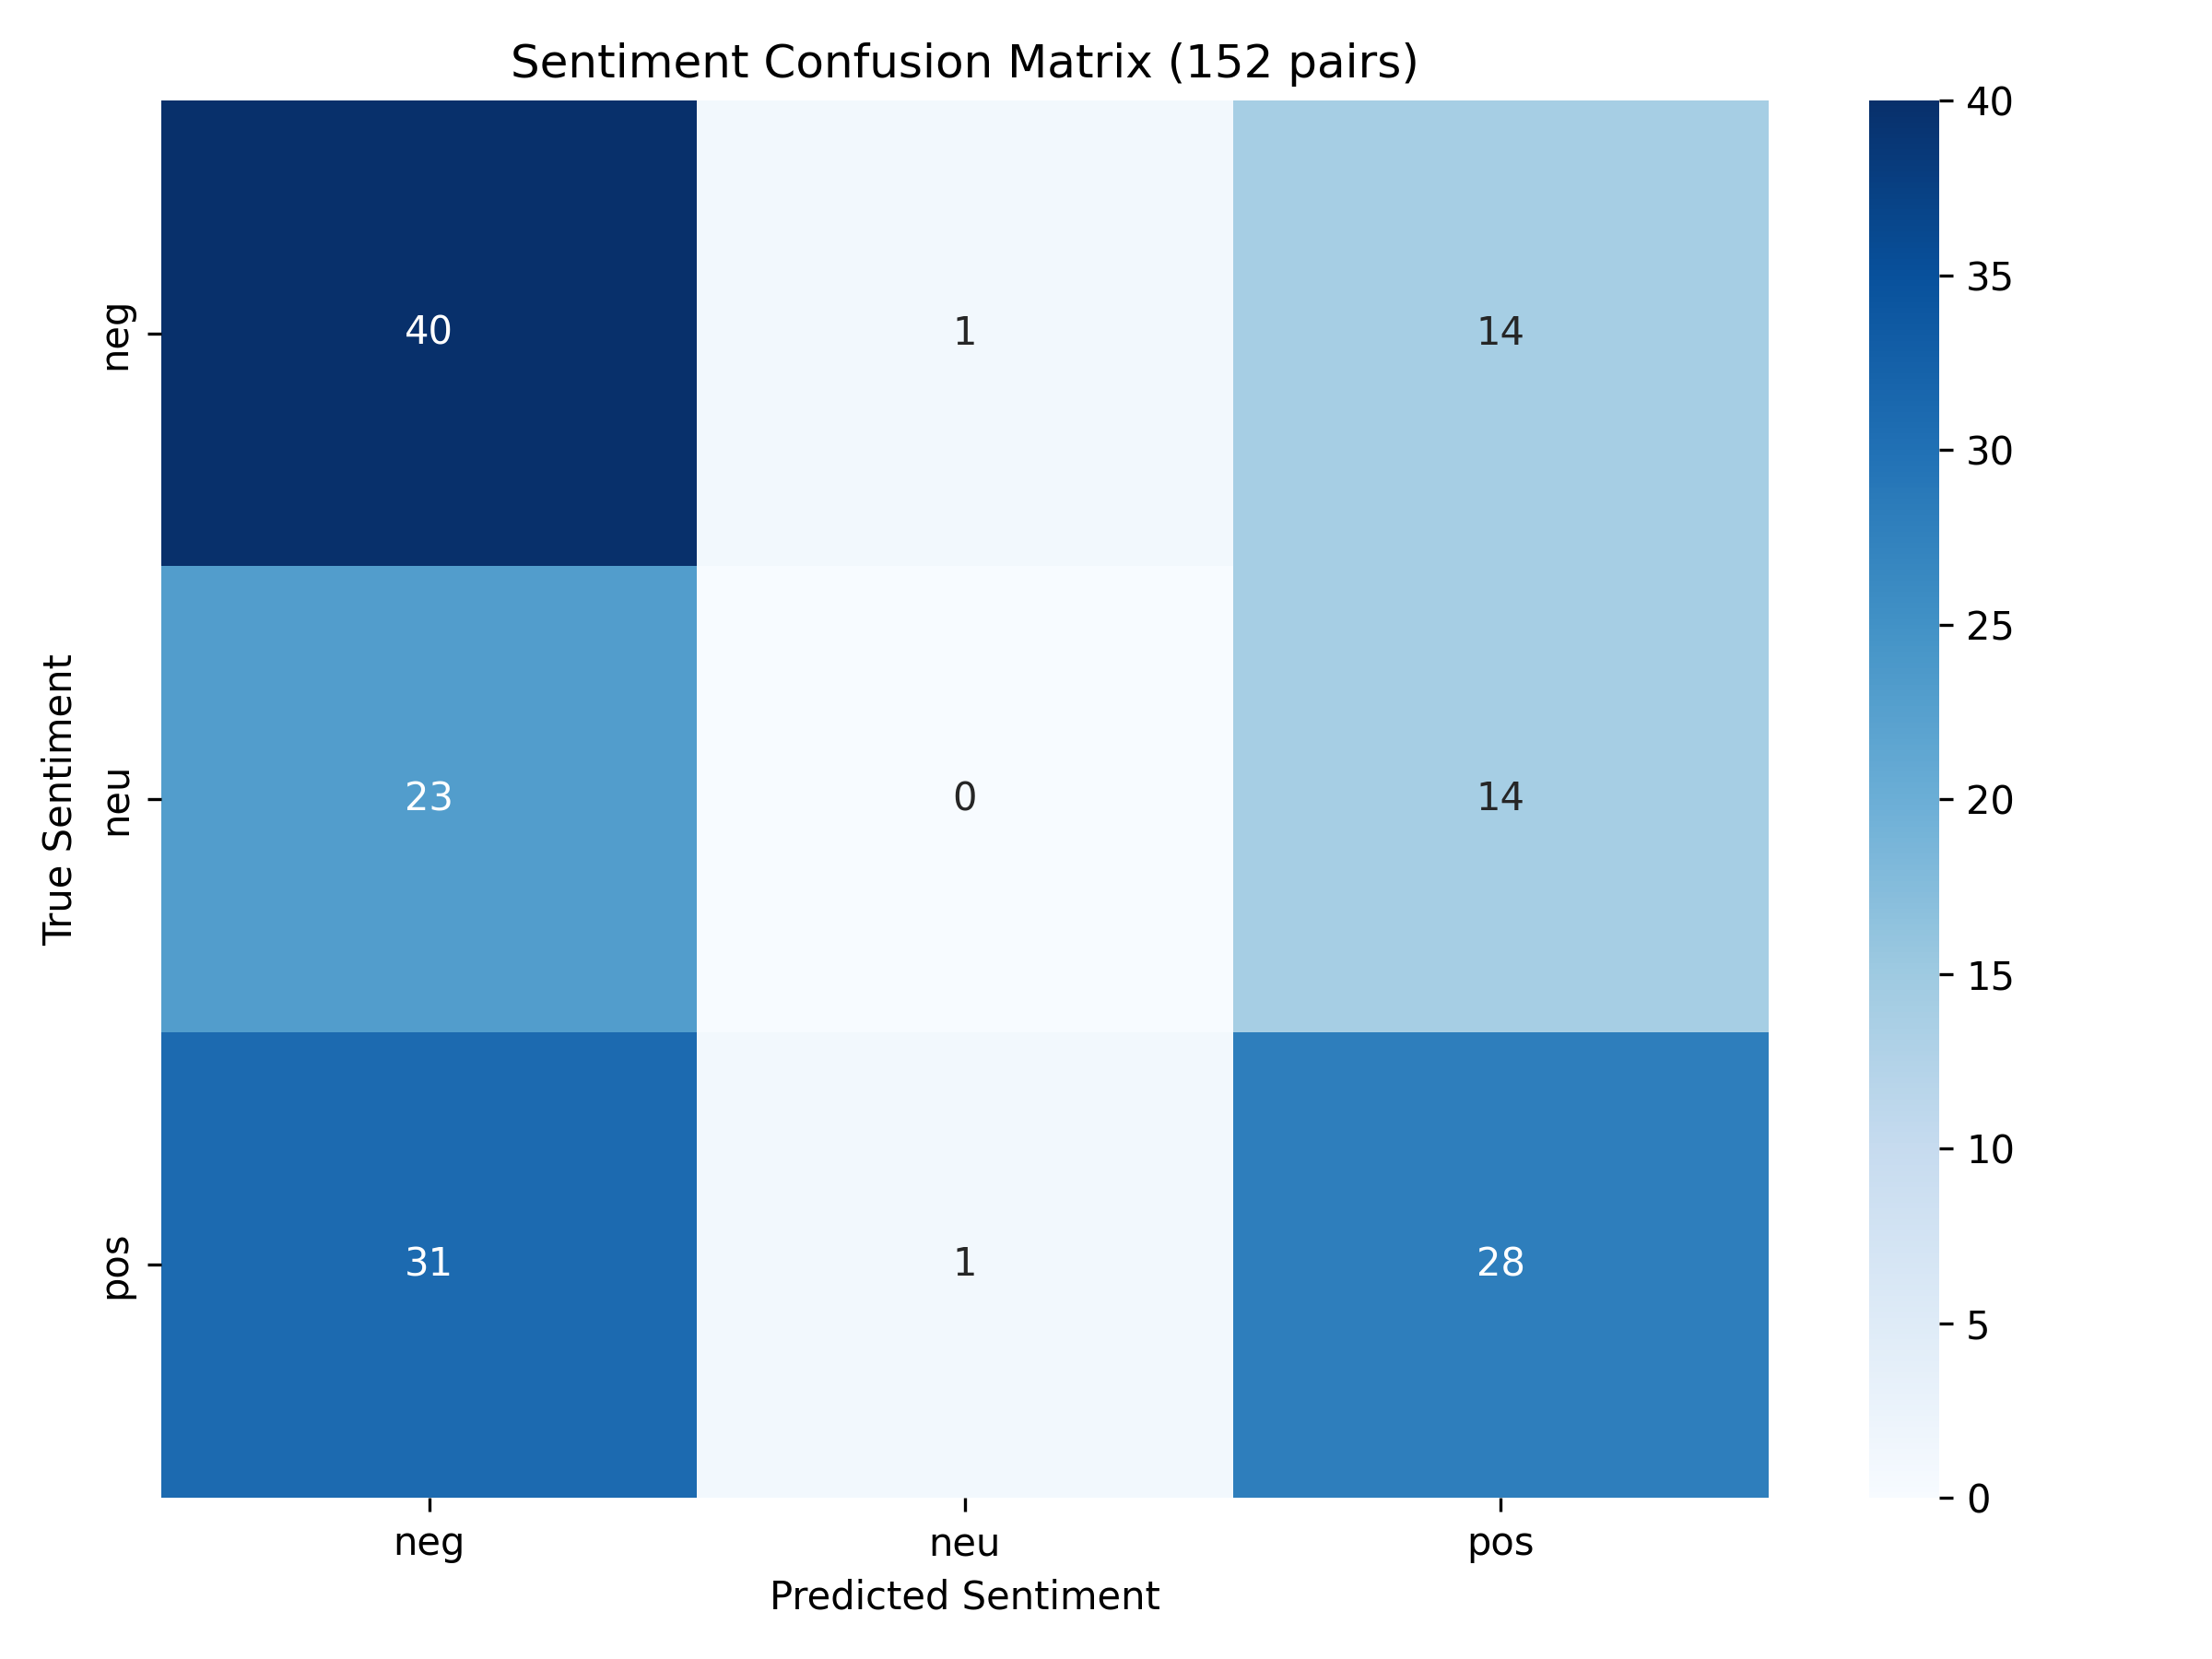 Sentiment Confusion Matrix (152 pairs)
40
35
30
25
20
15
10
5
0
True Sentiment
neg
40 1 14
neu
23 0 14
pos
31 1 28
neg neu pos
Predicted Sentiment